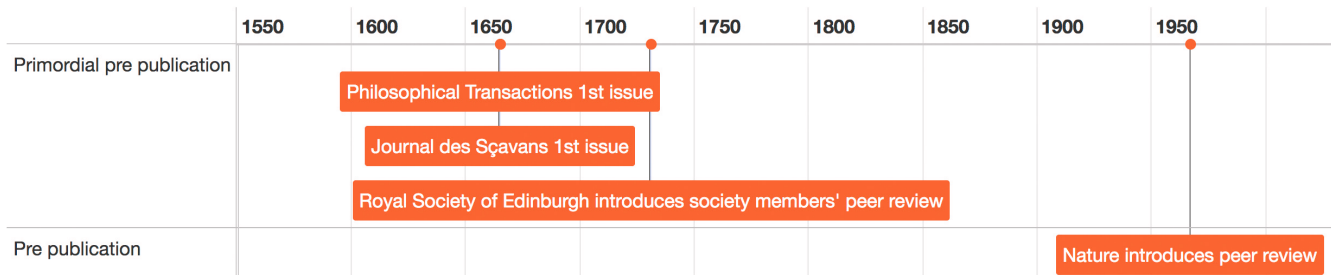 1550 1600 1650 1700 1750 1800 1850 1900 1950
Primordial pre publication
Philosophical Transactions 1st issue
Journal des Sçavans 1st issue
Royal Society of Edinburgh introduces society members' peer review
Pre publication
Nature introduces peer review